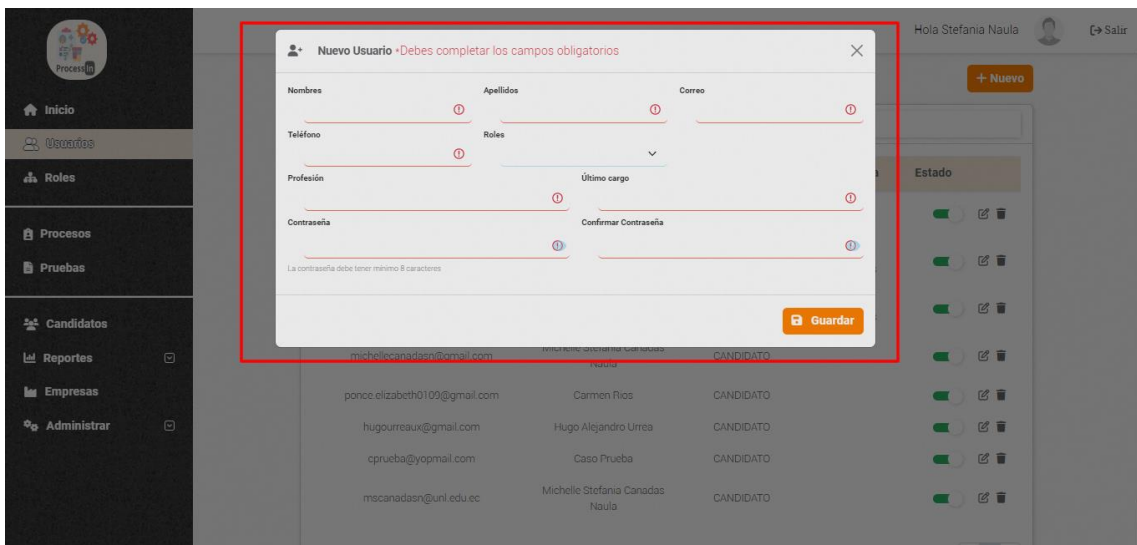 Process In
Hola Stefania Naula
Salir
Nuevo Usuario *Debes completar los campos obligatorios
+ Nuevo
Nombres
Apellidos
Correo
Inicio
Usuarios
Teléfono
Roles
Roles
Profesión
Último cargo
Estado
Contraseña
Confirmar Contraseña
Procesos
La contraseña debe tener mínimo 8 caracteres
Pruebas
Candidatos
Guardar
Reportes
michellecanadasn@gmail.com
Michelle Stefania Canadas
Naula
CANDIDATO
Empresas
ponce.elizabeth0109@gmail.com
Carmen Rios
CANDIDATO
Administrar
hugourreaux@gmail.com
Hugo Alejandro Urrea
CANDIDATO
cprueba@yopmail.com
Caso Prueba
CANDIDATO
mscanadasn@unl.edu.ec
Michelle Stefania Canadas
Naula
CANDIDATO